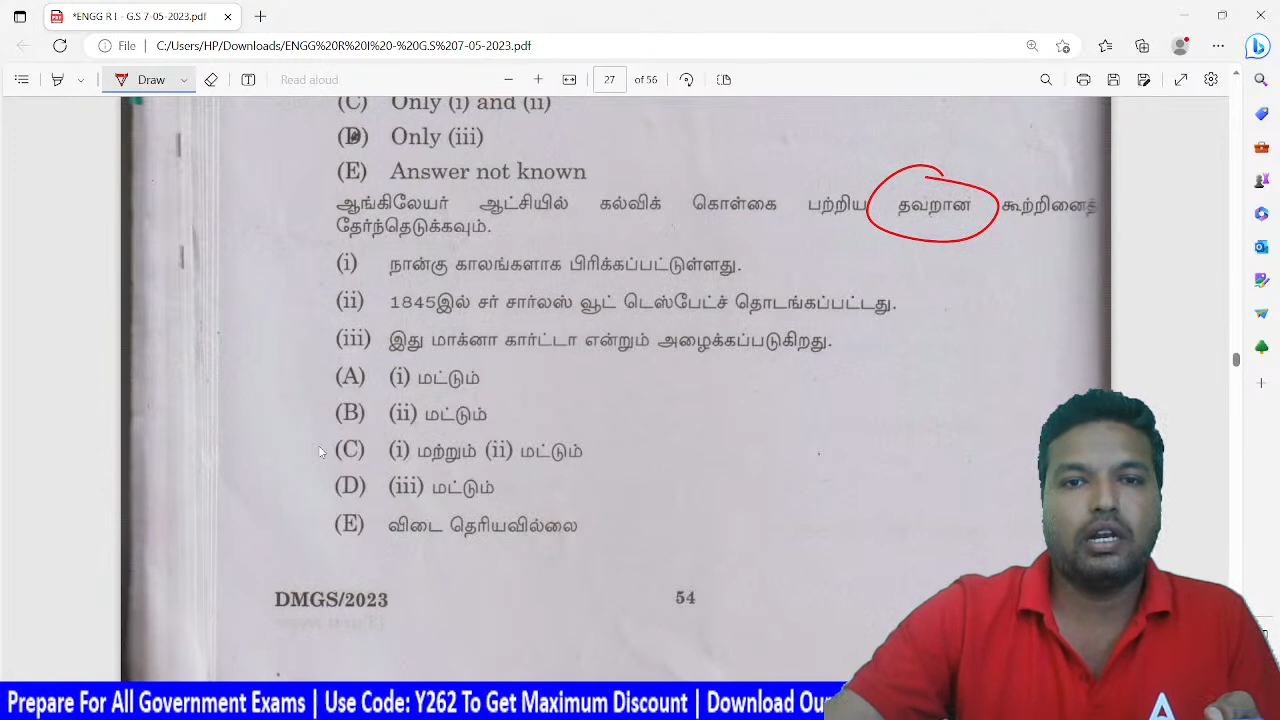 *ENGG R I - G.S 7-05-2023.pdf
File
C:/Users/HP/Downloads/ENGG%20R%20I%20-%20G.S%207-05-2023.pdf
Draw
Read aloud
27 of 56
(C) Only (i) and (ii)
(D) Only (iii)
(E) Answer not known
ஆங்கிலேயர் ஆட்சியில் கல்விக் கொள்கை பற்றிய தவறான கூற்றினைத்
தேர்ந்தெடுக்கவும்.
(i) நான்கு காலங்களாக பிரிக்கப்பட்டுள்ளது.
(ii) 1845இல் சர் சார்லஸ் வூட் டெஸ்பேட்ச் தொடங்கப்பட்டது.
(iii) இது மாக்னா கார்ட்டா என்றும் அழைக்கப்படுகிறது.
(A) (i) மட்டும்
(B) (ii) மட்டும்
(C) (i) மற்றும் (ii) மட்டும்
(D) (iii) மட்டும்
(E) விடை தெரியவில்லை
DMGS/2023
54
Prepare For All Government Exams | Use Code: Y262 To Get Maximum Discount | Download Our